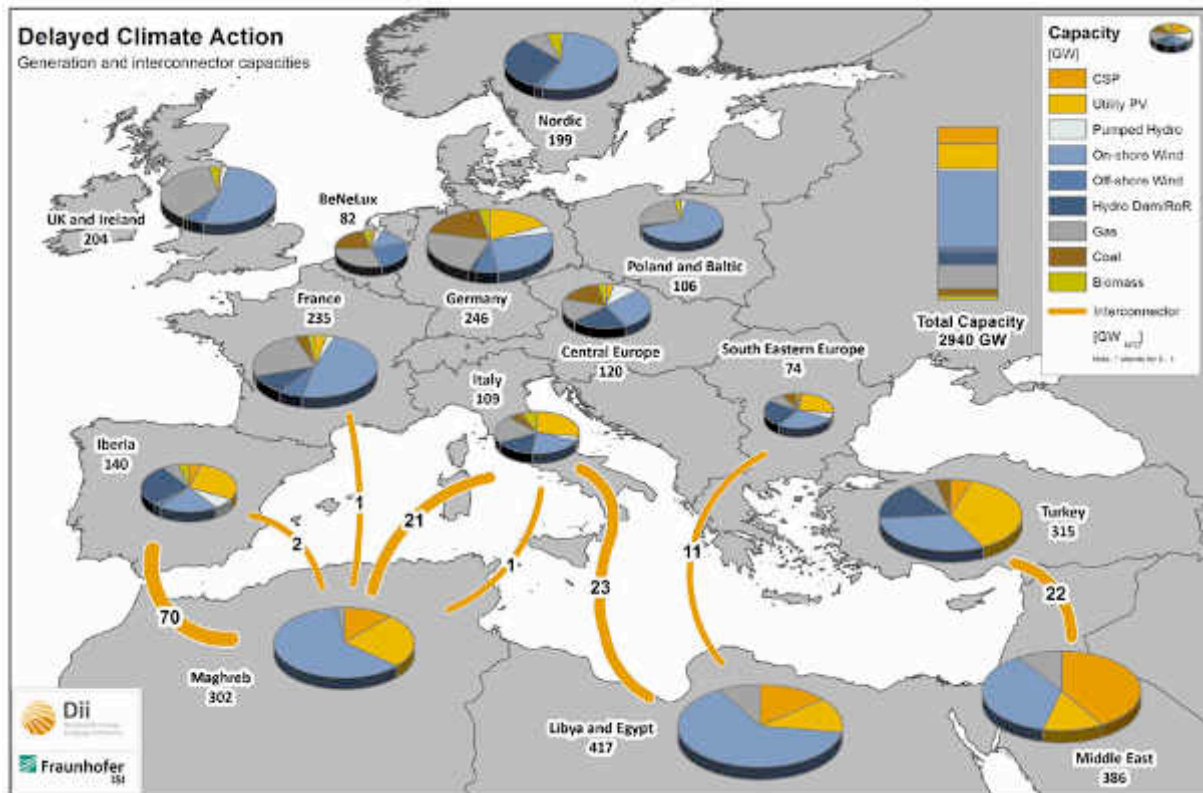 Delayed Climate Action
Generation and interconnector capacities
Nordic
199
UK and Ireland
204
BeNeLux
82
Germany
246
Poland and Baltic
106
France
235
Central Europe
120
South Eastern Europe
74
Italy
109
Iberia
140
Turkey
315
Maghreb
302
Libya and Egypt
417
Middle East
386
2
1
21
1
23
11
22
70
Total Capacity
2940 GW
Capacity
[GW]
CSP
Utility PV
Pumped Hydro
On-shore Wind
Off-shore Wind
Hydro Dam/RoR
Gas
Coal
Biomass
Interconnector
[GW
Dii
Fraunhofer
ISI